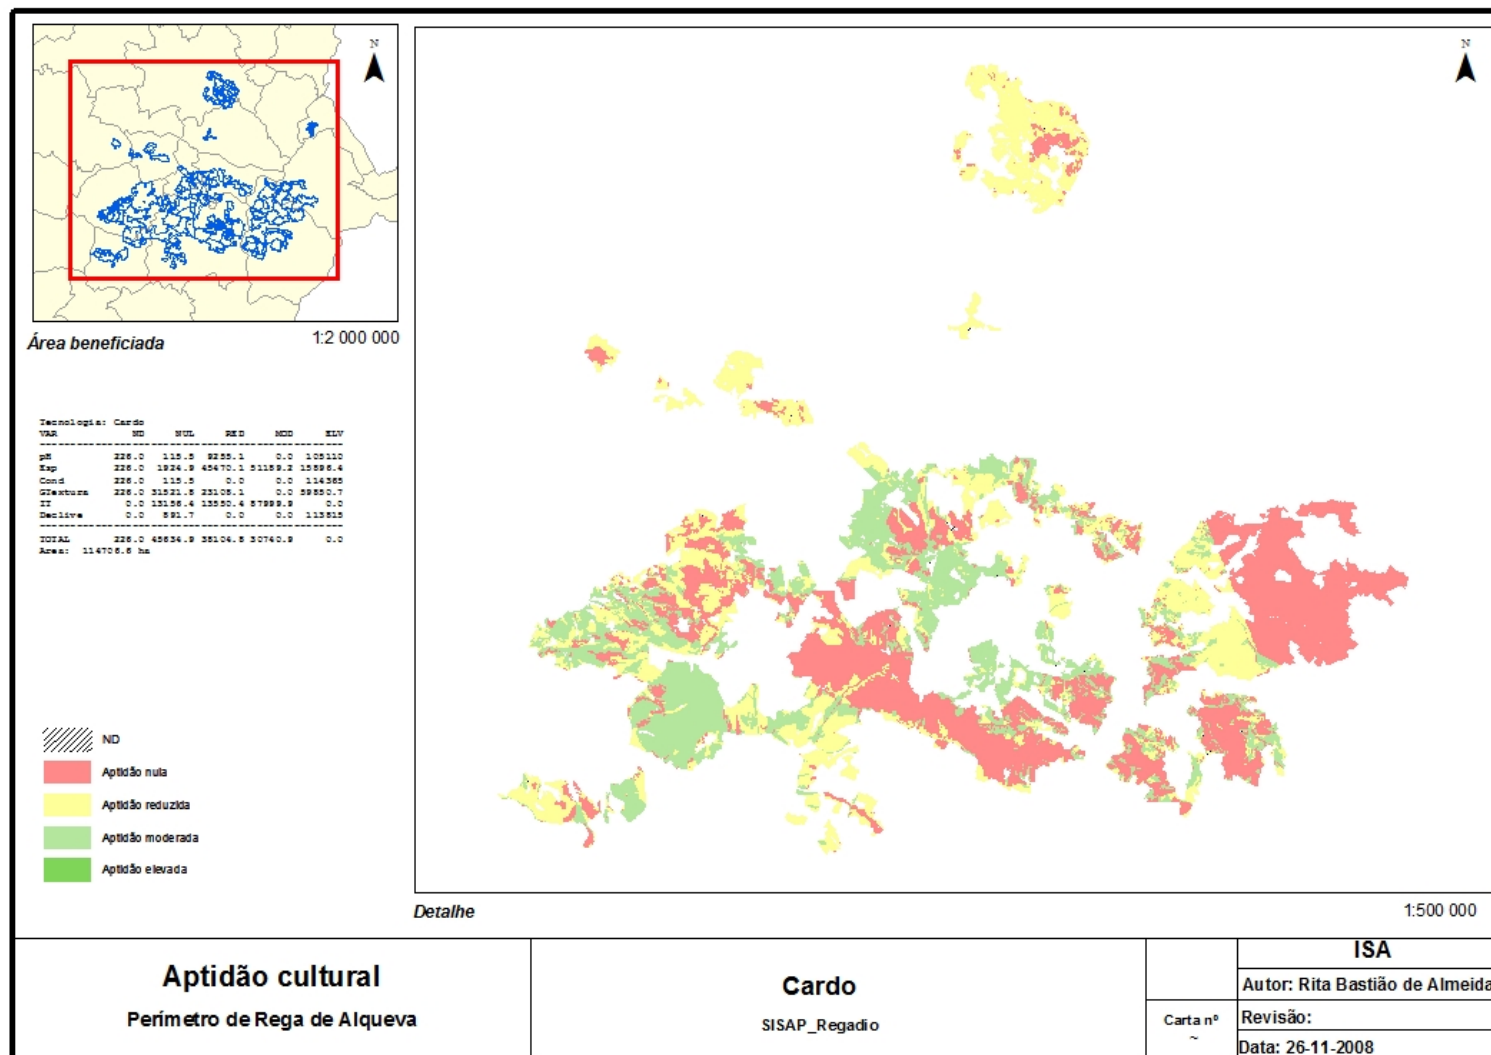 N
N
Área beneficiada
1:2 000 000
Tecnologia: Cardo
VAR ND NUL RED MOD ELV
pH 226.0 115.5 9255.1 0.0 105110
Esp 226.0 1924.9 45470.1 51189.2 15896.4
Cond 226.0 115.5 0.0 0.0 114365
GTextura 226.0 31521.8 23108.1 0.0 59850.7
IT 0.0 13156.4 13550.4 87999.9 0.0
Declive 0.0 891.7 0.0 0.0 113815
TOTAL 226.0 45634.9 38104.8 30740.9 0.0
Area: 114706.6 ha
ND
Aptidão nula
Aptidão reduzida
Aptidão moderada
Aptidão elevada
Detalhe
1:500 000
Aptidão cultural
Perímetro de Rega de Alqueva
Cardo
SISAP_Regadio
Carta nº
~
ISA
Autor: Rita Bastião de Almeida
Revisão:
Data: 26-11-2008